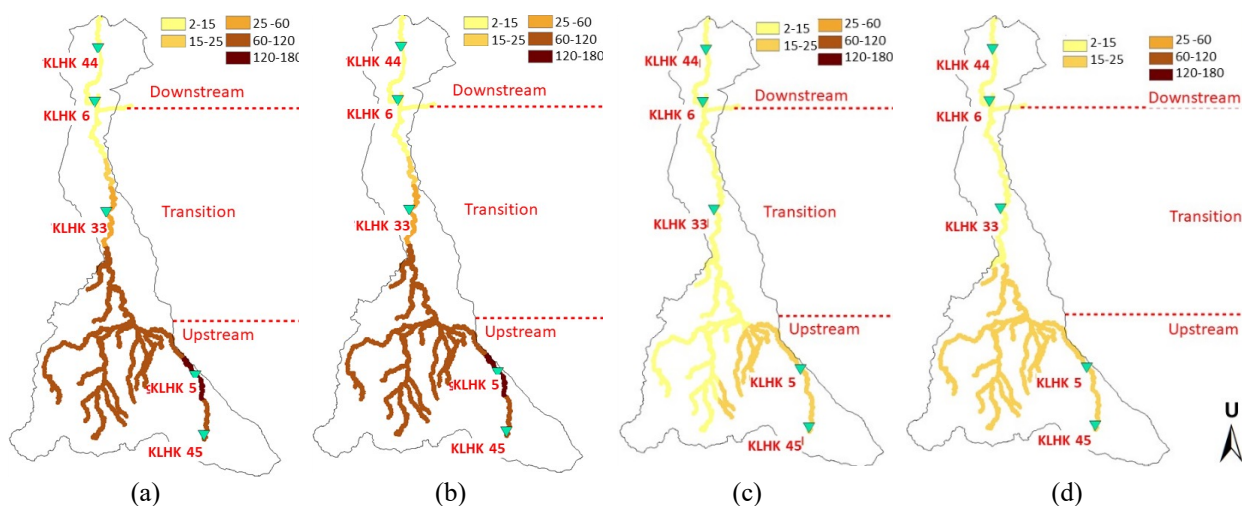 2-15 25 -60
15-25 60-120
120-180
KLHK 44
Downstream
KLHK 6
Transition
KLHK 33
Upstream
KLHK 5
KLHK 45
(a)
2-15 25 -60
15-25 60-120
120-180
KLHK 44
Downstream
KLHK 6
Transition
KLHK 33
Upstream
KLHK 5
KLHK 45
(b)
2-15 25-60
15-25 60-120
120-180
KLHK 44
Downstream
KLHK 6
Transition
KLHK 33
Upstream
KLHK 5
KLHK 45
(c)
2-15 25-60
15-25 60-120
120-180
KLHK 44
Downstream
KLHK 6
Transition
KLHK 33
Upstream
KLHK 5
KLHK 45
U
(d)